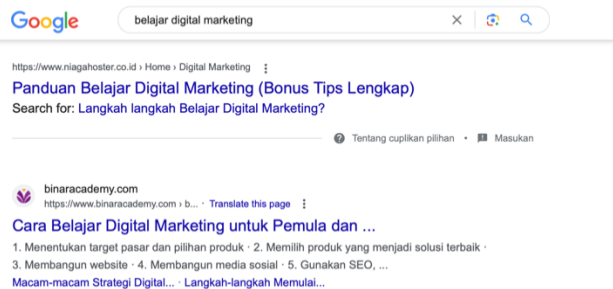 Google
belajar digital marketing
https://www.niagahoster.co.id › Home › Digital Marketing
Panduan Belajar Digital Marketing (Bonus Tips Lengkap)
Search for: Langkah langkah Belajar Digital Marketing?
Tentang cuplikan pilihan • Masukan
binaracademy.com
https://www.binaracademy.com › b... · Translate this page
Cara Belajar Digital Marketing untuk Pemula dan ...
1. Menentukan target pasar dan pilihan produk · 2. Memilih produk yang menjadi solusi terbaik ·
3. Membangun website · 4. Membangun media sosial · 5. Gunakan SEO, ...
Macam-macam Strategi Digital... · Langkah-langkah Memulai...